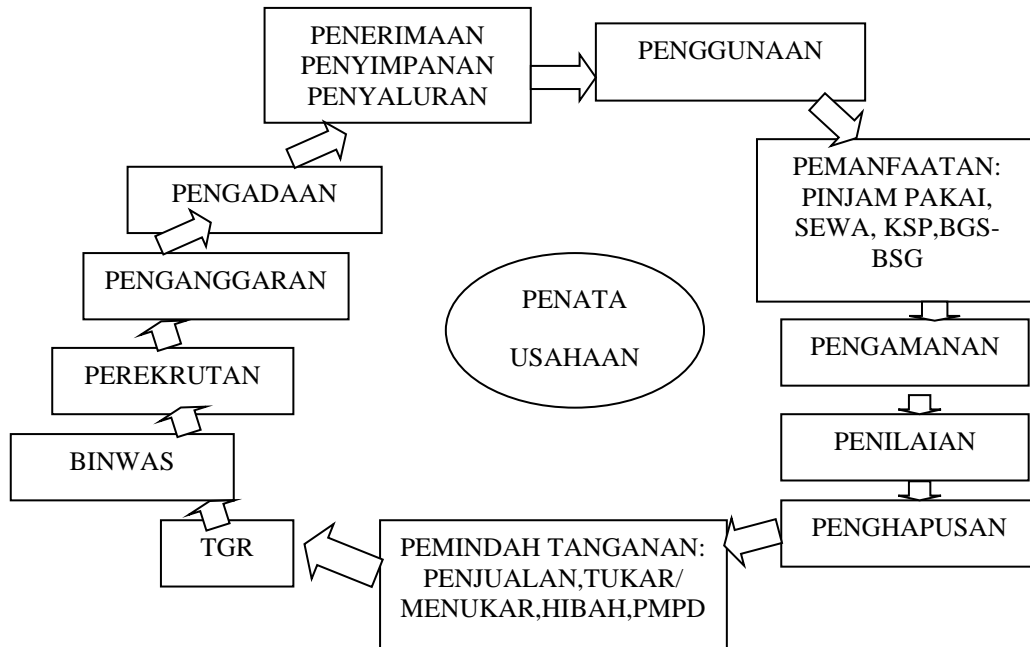 PENERIMAAN
PENYIMPANAN
PENYALURAN
PENGGUNAAN
PENGADAAN
PEMANFAATAN:
PINJAM PAKAI,
SEWA, KSP,BGS-
BSG
PENGANGGARAN
PENATA
USAHAAN
PENGAMANAN
PEREKRUTAN
PENILAIAN
BINWAS
PENGHAPUSAN
TGR
PEMINDAH TANGANAN:
PENJUALAN,TUKAR/
MENUKAR,HIBAH,PMPD